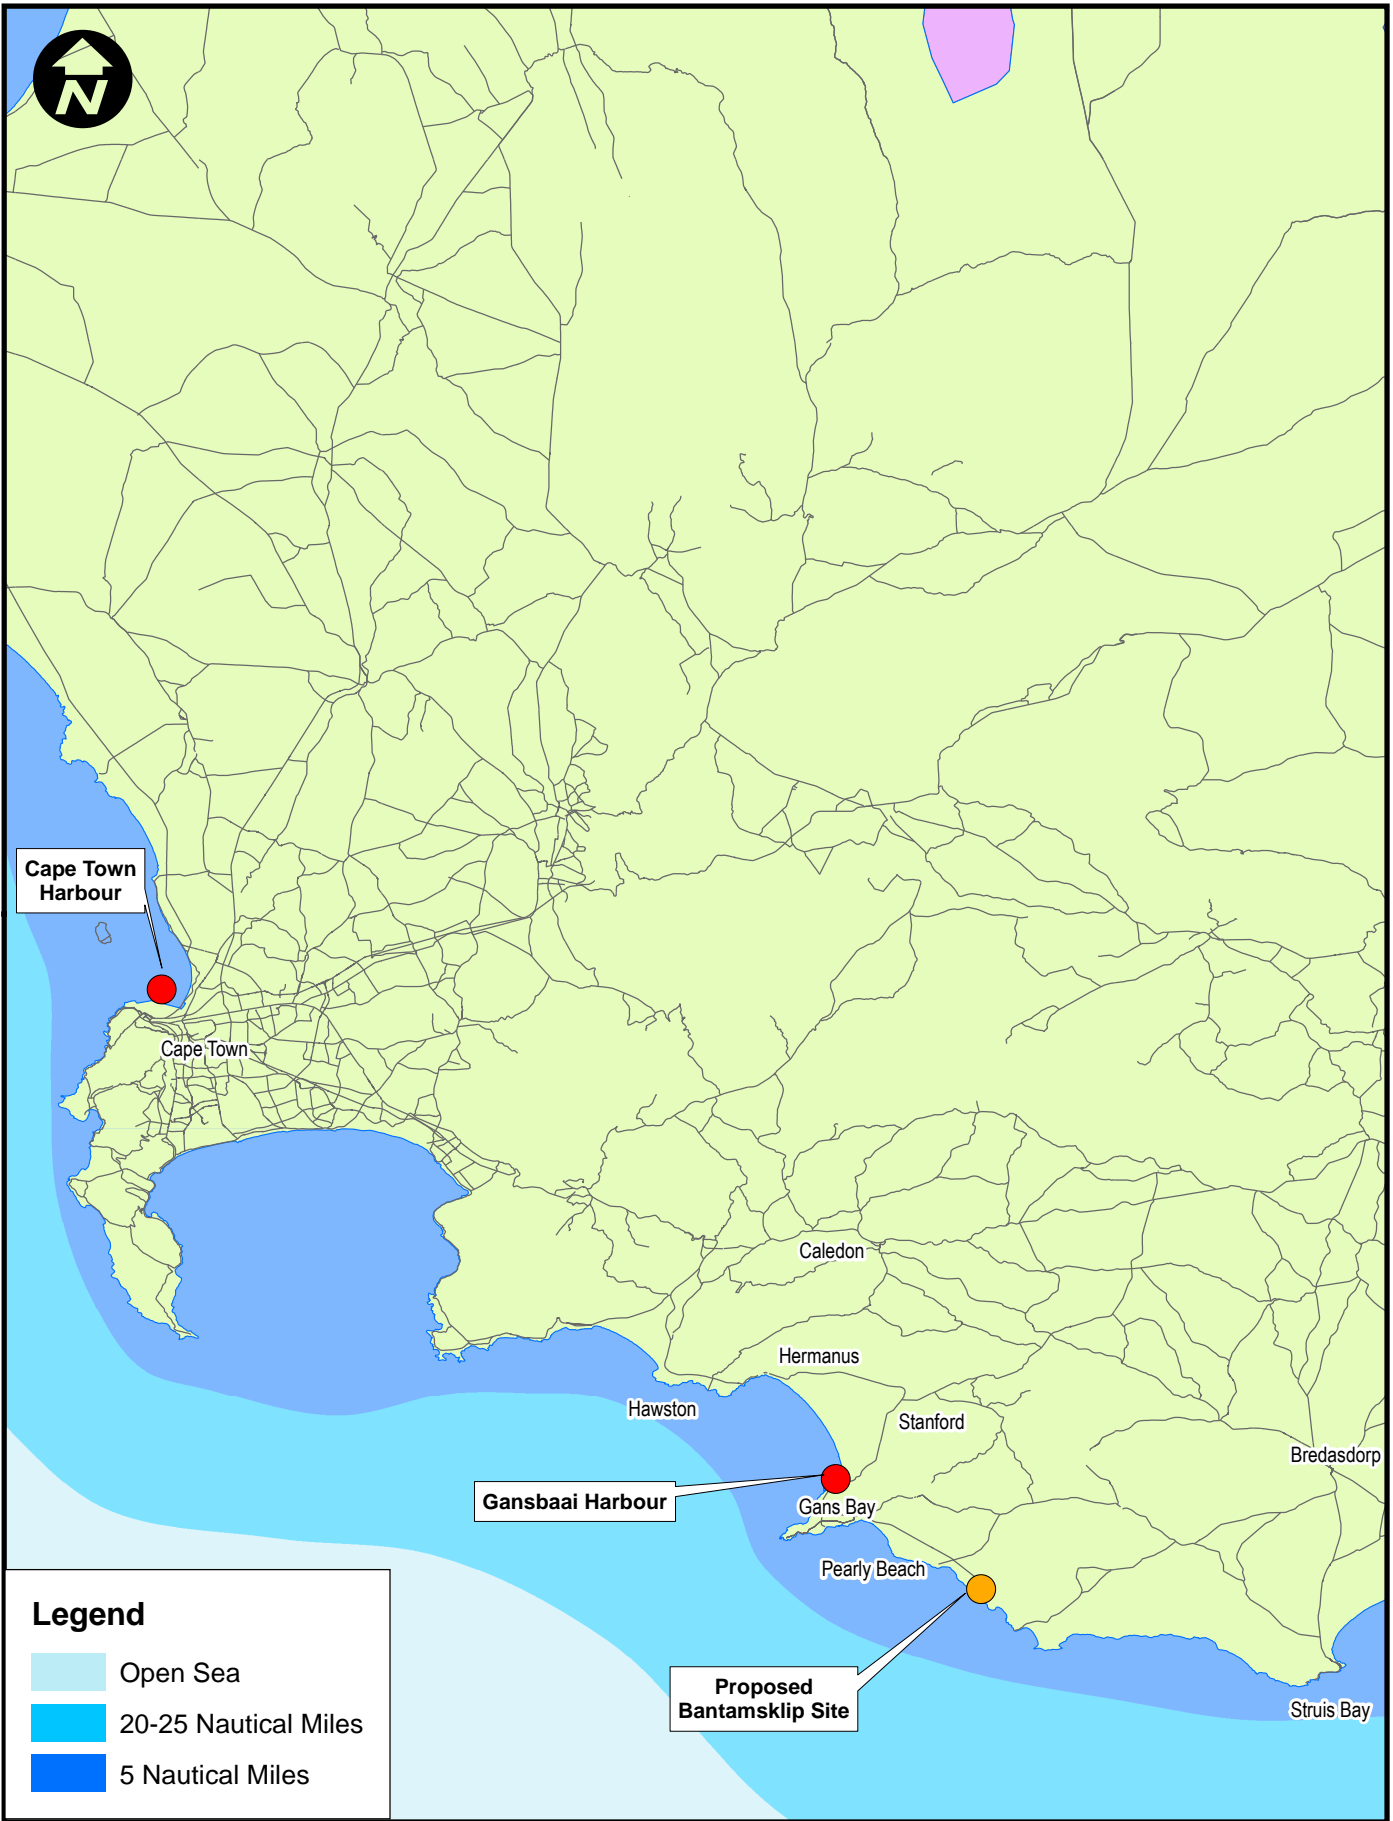 N
Cape Town
Harbour
Cape Town
Caledon
Hermanus
Hawston
Stanford
Bredasdorp
Gansbaai Harbour
Gans Bay
Pearly Beach
Proposed
Bantamsklip Site
Struis Bay
Legend
Open Sea
20-25 Nautical Miles
5 Nautical Miles